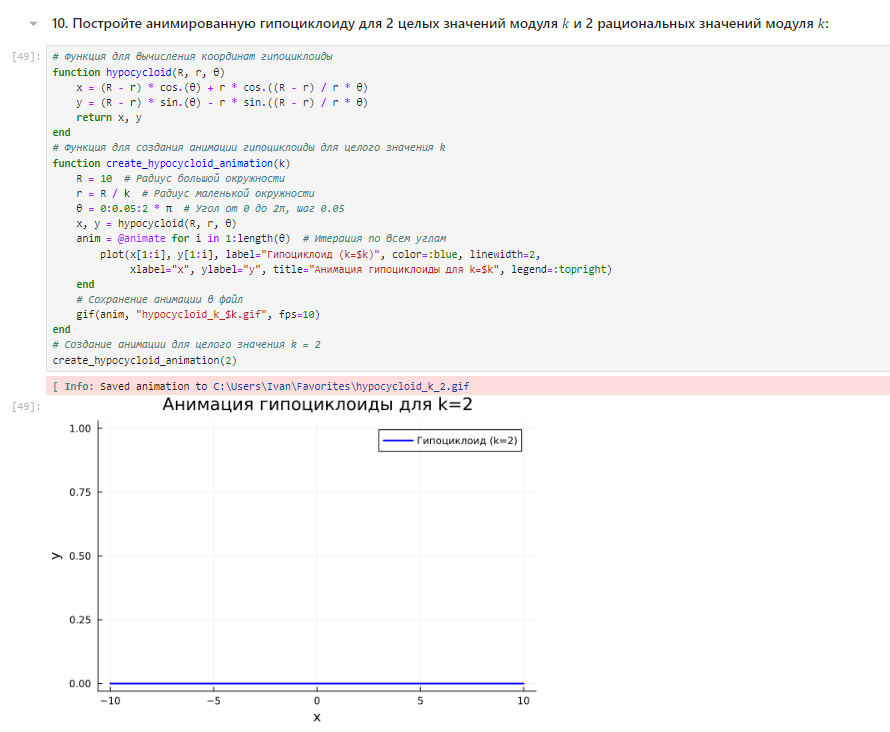 10. Постройте анимированную гипоциклоиду для 2 целых значений модуля k и 2 рациональных значений модуля k:
[49]:
# Функция для вычисления координат гипоциклоиды
function hypocycloid(R, r, θ)
    x = (R - r) * cos.(θ) + r * cos.((R - r) / r * θ)
    y = (R - r) * sin.(θ) - r * sin.((R - r) / r * θ)
    return x, y
end
# Функция для создания анимации гипоциклоиды для целого значения k
function create_hypocycloid_animation(k)
    R = 10  # Радиус большой окружности
    r = R / k  # Радиус маленькой окружности
    θ = 0:0.05:2 * π  # Угол от 0 до 2π, шаг 0.05
    x, y = hypocycloid(R, r, θ)
    anim = @animate for i in 1:length(θ)  # Итерация по всем углам
        plot(x[1:i], y[1:i], label="Гипоциклоид (k=$k)", color=:blue, linewidth=2,
            xlabel="x", ylabel="y", title="Анимация гипоциклоиды для k=$k", legend=:topright)
    end
    # Сохранение анимации в файл
    gif(anim, "hypocycloid_k_$k.gif", fps=10)
end
# Создание анимации для целого значения k = 2
create_hypocycloid_animation(2)
[ Info: Saved animation to C:\Users\Ivan\Favorites\hypocycloid_k_2.gif
[49]:
Анимация гипоциклоиды для k=2
Гипоциклоид (k=2)
1.00
0.75
0.50
0.25
0.00
y
−10 −5 0 5 10
x